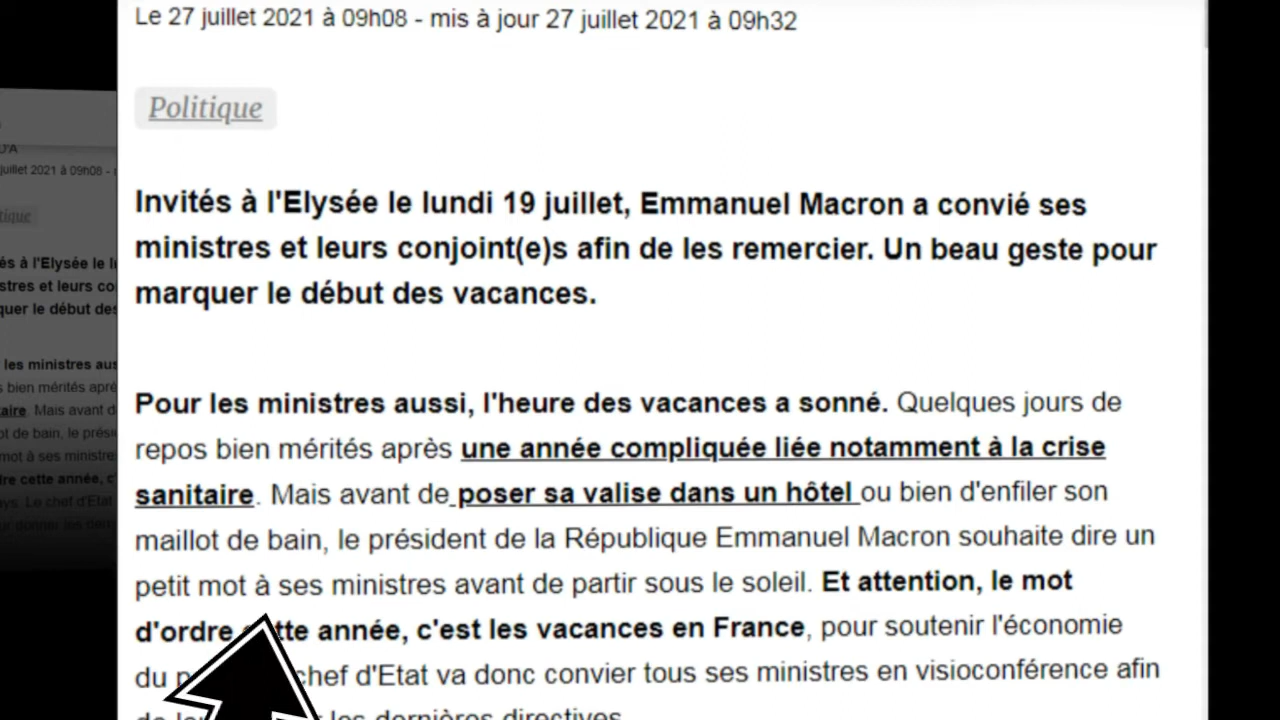 Le 27 juillet 2021 à 09h08 - mis à jour 27 juillet 2021 à 09h32
Politique
Invités à l'Elysée le lundi 19 juillet, Emmanuel Macron a convié ses
ministres et leurs conjoint(e)s afin de les remercier. Un beau geste pour
marquer le début des vacances.
Pour les ministres aussi, l'heure des vacances a sonné. Quelques jours de
repos bien mérités après une année compliquée liée notamment à la crise
sanitaire. Mais avant de poser sa valise dans un hôtel ou bien d'enfiler son
maillot de bain, le président de la République Emmanuel Macron souhaite dire un
petit mot à ses ministres avant de partir sous le soleil. Et attention, le mot
d'ordre cette année, c'est les vacances en France, pour soutenir l'économie
du chef d'Etat va donc convier tous ses ministres en visioconférence afin
les dernières directives.